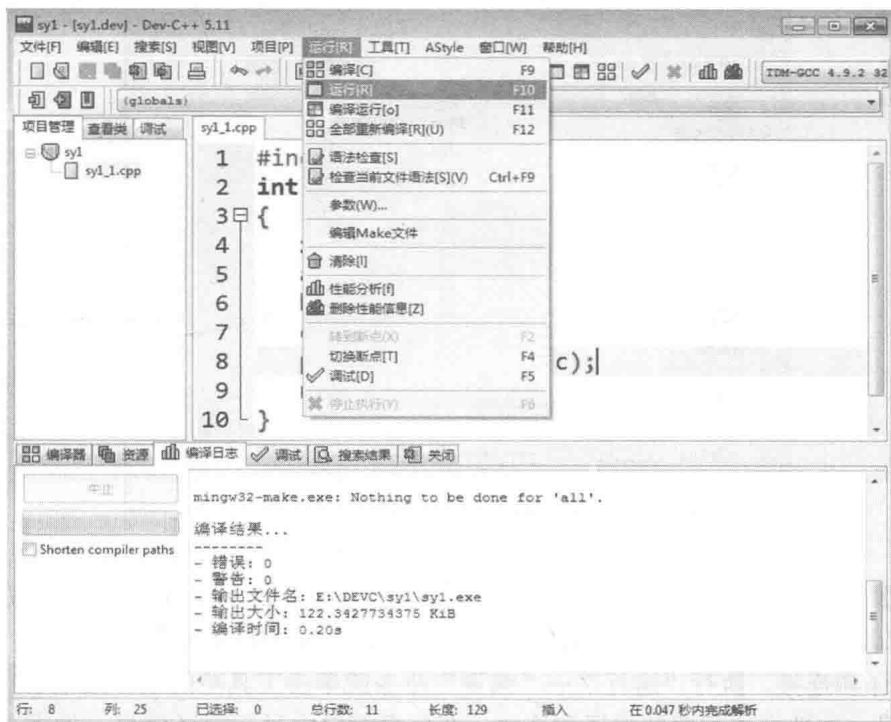 sy1 - [sy1.dev] - Dev-C++ 5.11
文件[F] 编辑[E] 搜索[S] 视图[V] 项目[P] 运行[R] 工具[T] AStyle 窗口[W] 帮助[H]
TDM-GCC 4.9.2 32
(globals)
项目管理 查看类 调试
sy1
sy1_1.cpp
sy1_1.cpp
编译[C] F9
运行[R] F10
编译运行[o] F11
全部重新编译[R](U) F12
语法检查[S]
检查当前文件语法[S](V) Ctrl+F9
参数(W)...
编辑Make文件
清除[l]
性能分析[f]
删除性能信息[Z]
转到断点(X) F2
切换断点[T] F4
调试[D] F5
停止执行(Y) F6
1 #in
2 int
3 {
4
5
6
7
8 c);
9
10 }
编译器 资源 编译日志 调试 搜索结果 关闭
中止
Shorten compiler paths
mingw32-make.exe: Nothing to be done for 'all'.
编译结果...
--------
- 错误: 0
- 警告: 0
- 输出文件名: E:\DEVC\sy1\sy1.exe
- 输出大小: 122.3427734375 KiB
- 编译时间: 0.20s
行: 8 列: 25 已选择: 0 总行数: 11 长度: 129 插入 在 0.047 秒内完成解析